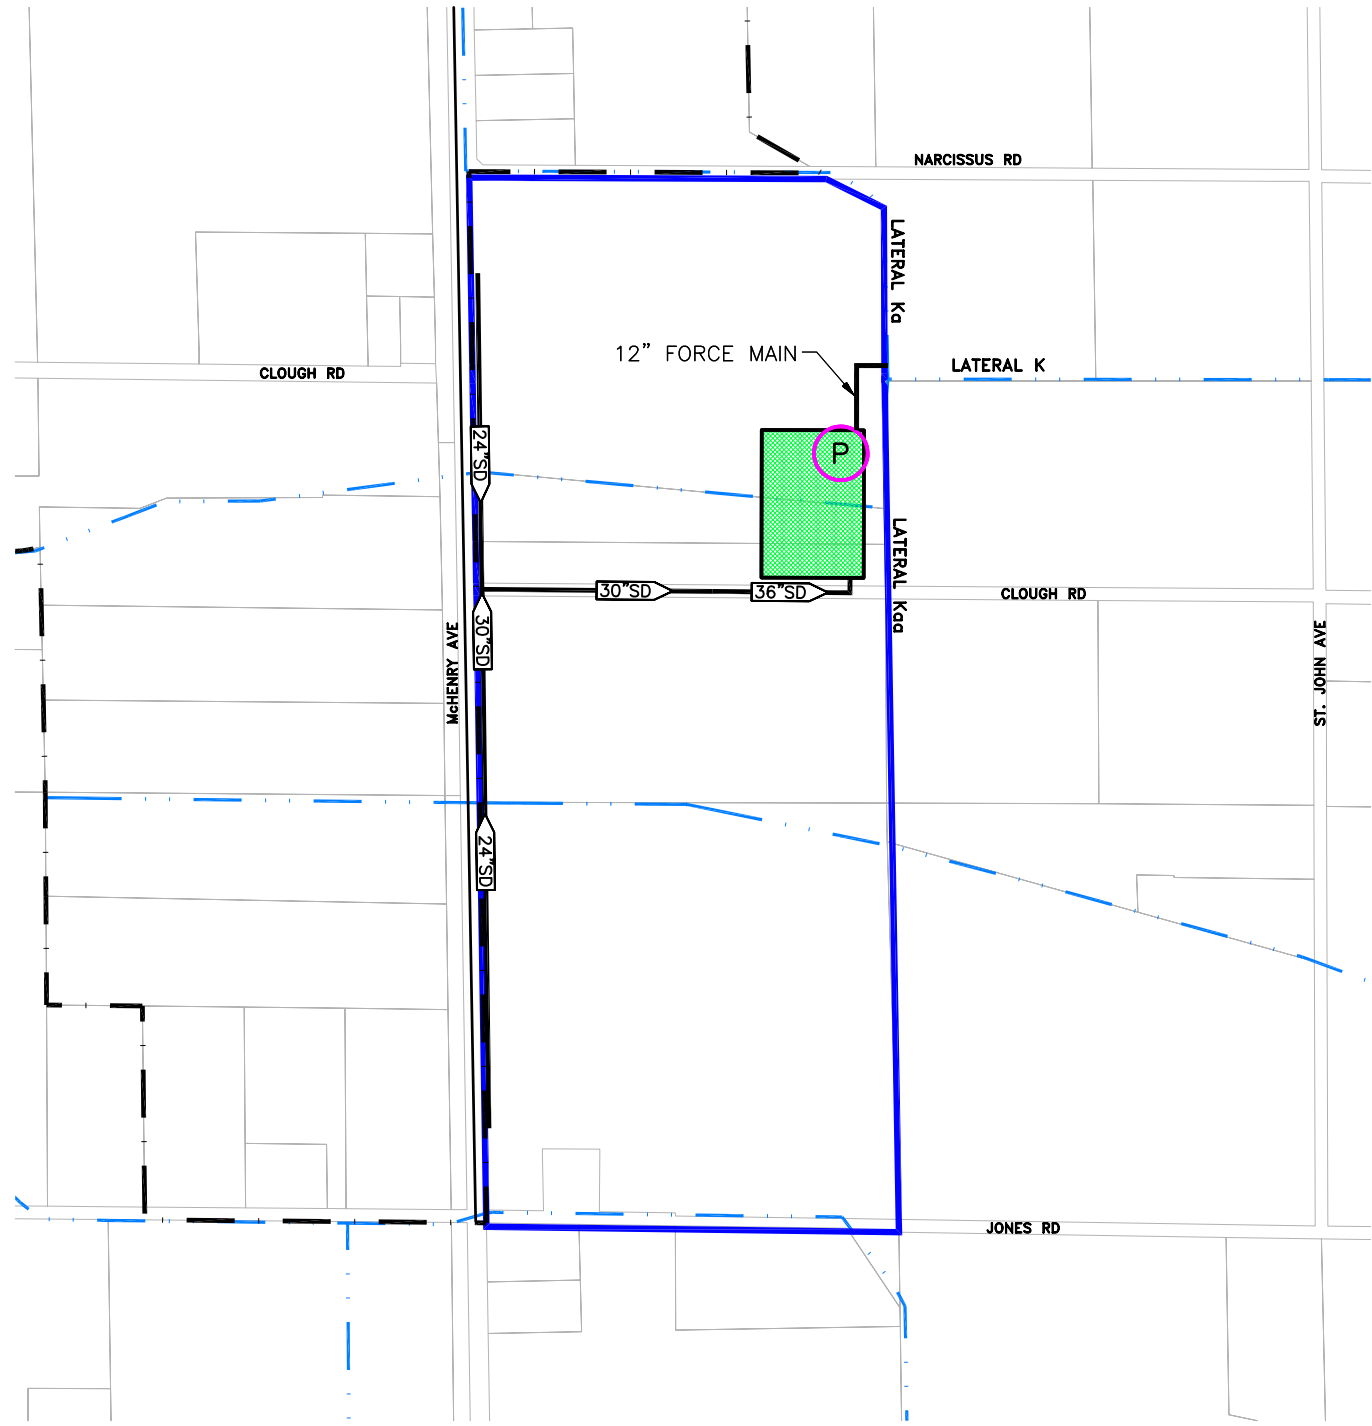 NARCISSUS RD
LATERAL Ka
12" FORCE MAIN
LATERAL K
CLOUGH RD
24"SD
P
LATERAL Kaa
30"SD
36"SD
CLOUGH RD
30"SD
McHENRY AVE
ST. JOHN AVE
24"SD
JONES RD